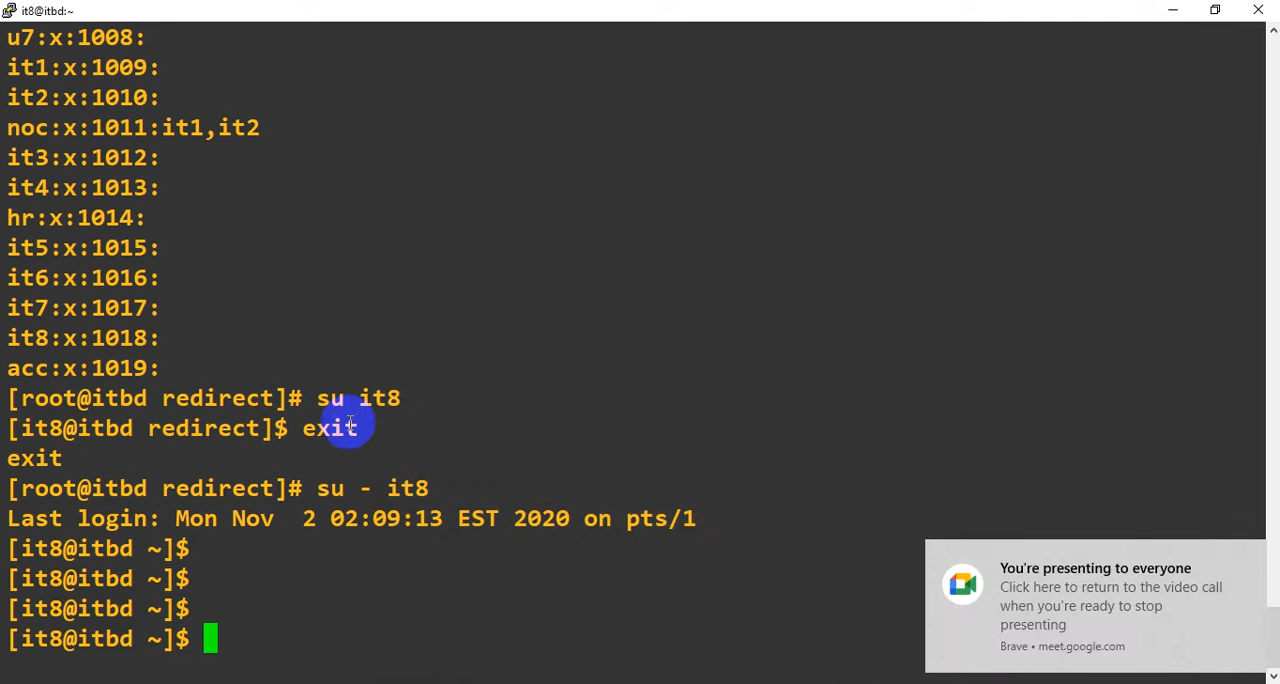 it8@itbd:~
u7:x:1008:
it1:x:1009:
it2:x:1010:
noc:x:1011:it1,it2
it3:x:1012:
it4:x:1013:
hr:x:1014:
it5:x:1015:
it6:x:1016:
it7:x:1017:
it8:x:1018:
acc:x:1019:
[root@itbd redirect]# su it8
[it8@itbd redirect]$ exit
exit
[root@itbd redirect]# su - it8
Last login: Mon Nov  2 02:09:13 EST 2020 on pts/1
[it8@itbd ~]$
[it8@itbd ~]$
[it8@itbd ~]$
[it8@itbd ~]$
You're presenting to everyone
Click here to return to the video call
when you're ready to stop
presenting
Brave • meet.google.com